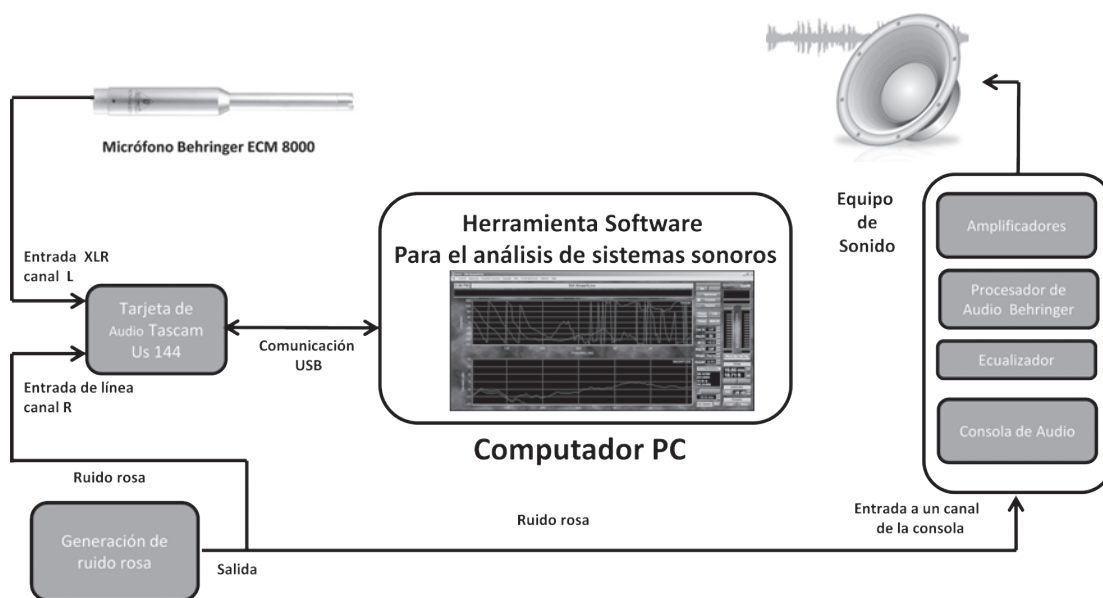 Micrófono Behringer ECM 8000
Entrada XLR
canal L
Tarjeta de
Audio Tascam
Us 144
Entrada de línea
canal R
Ruido rosa
Generación de
ruido rosa
Salida
Comunicación
USB
Herramienta Software
Para el análisis de sistemas sonoros
Computador PC
Ruido rosa
Equipo
de
Sonido
Amplificadores
Procesador de
Audio Behringer
Ecualizador
Consola de Audio
Entrada a un canal
de la consola